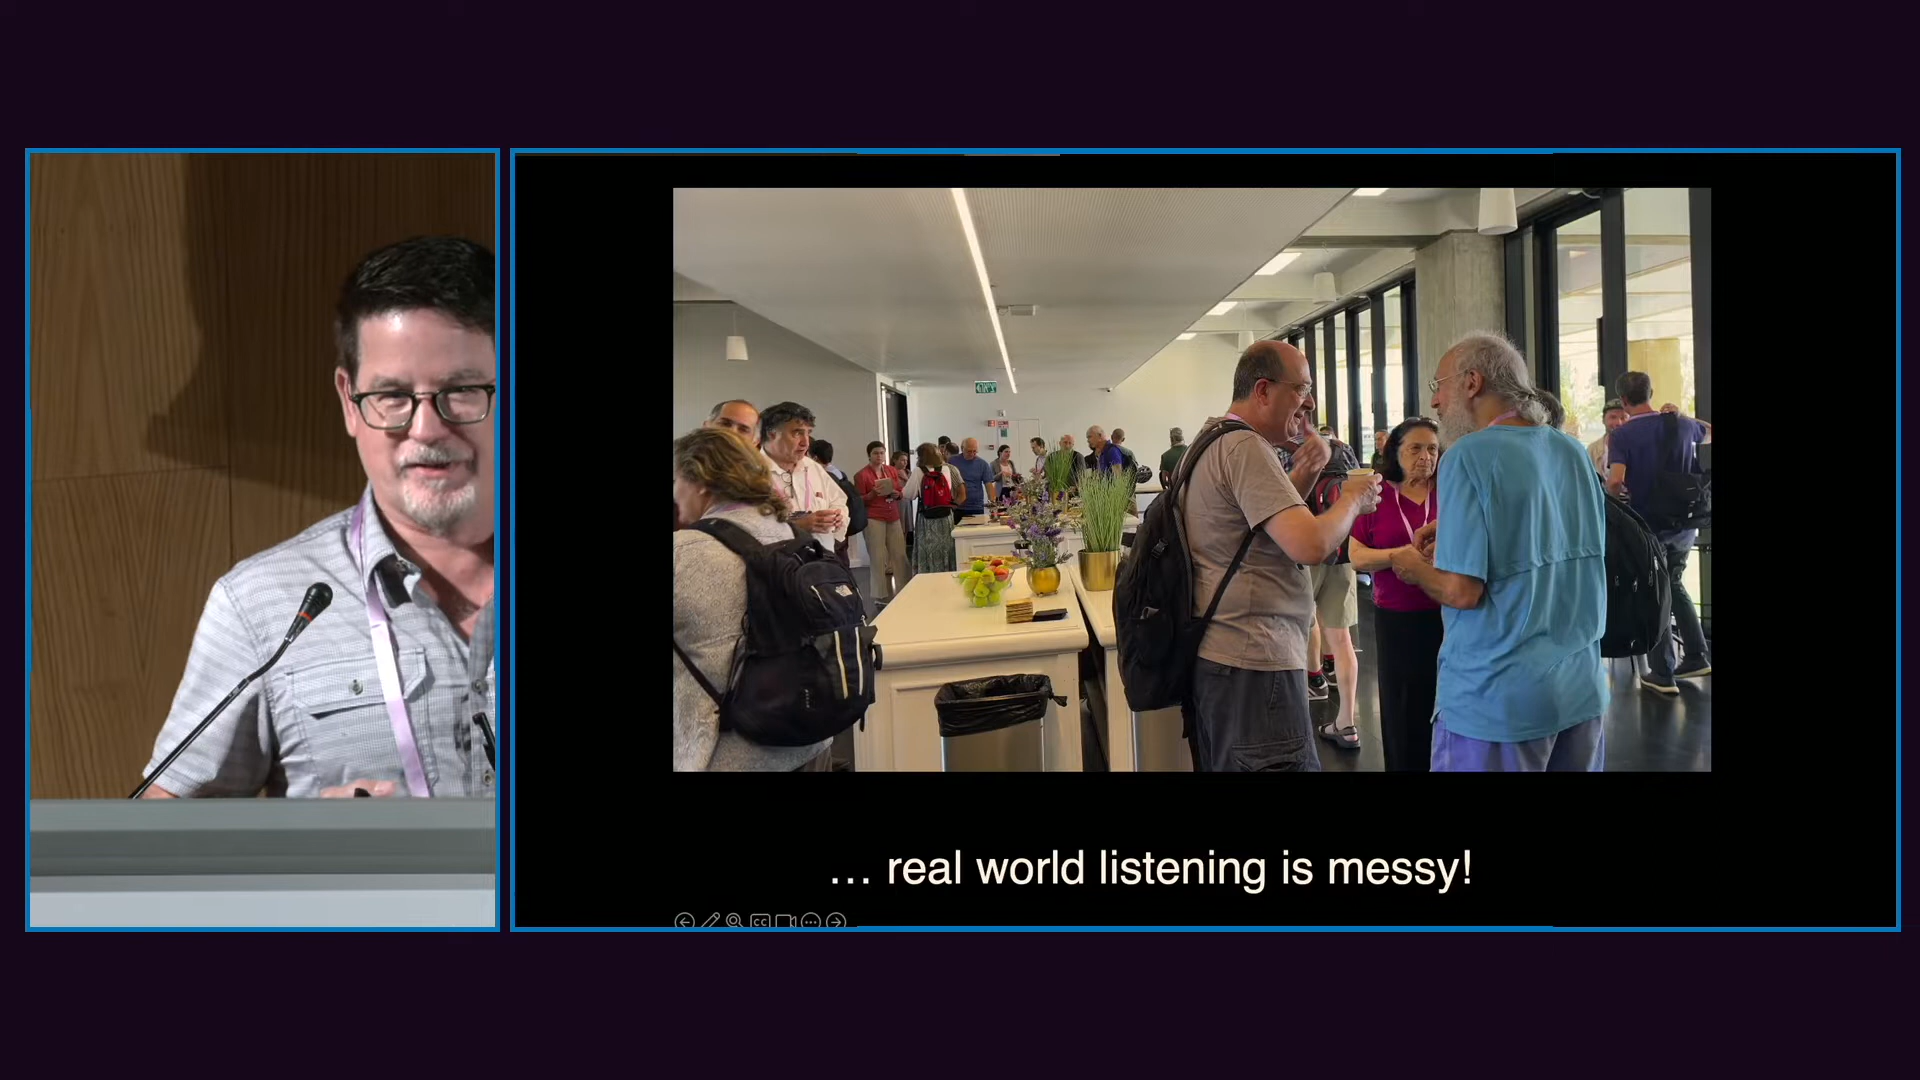 … real world listening is messy!